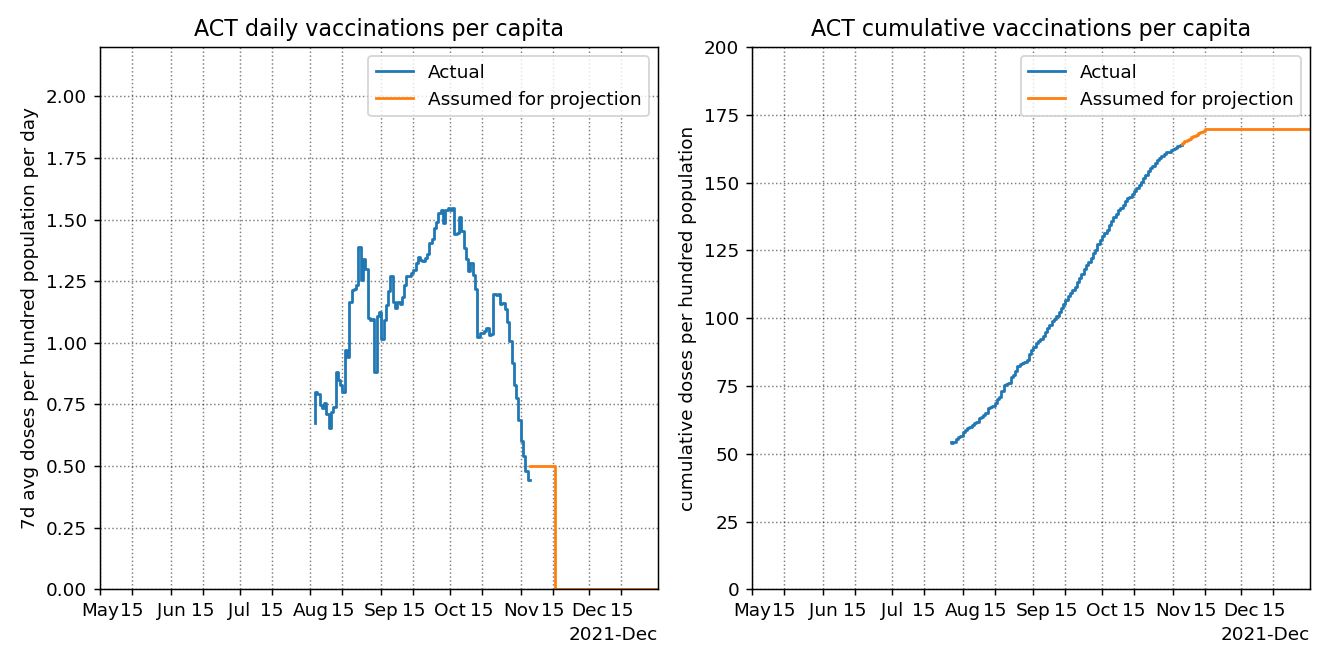 ACT daily vaccinations per capita
7d avg doses per hundred population per day
2.00
1.75
1.50
1.25
1.00
0.75
0.50
0.25
0.00
Actual
Assumed for projection
May 15 Jun 15 Jul 15 Aug 15 Sep 15 Oct 15 Nov 15 Dec 15
2021-Dec
ACT cumulative vaccinations per capita
cumulative doses per hundred population
200
175
150
125
100
75
50
25
0
Actual
Assumed for projection
May 15 Jun 15 Jul 15 Aug 15 Sep 15 Oct 15 Nov 15 Dec 15
2021-Dec